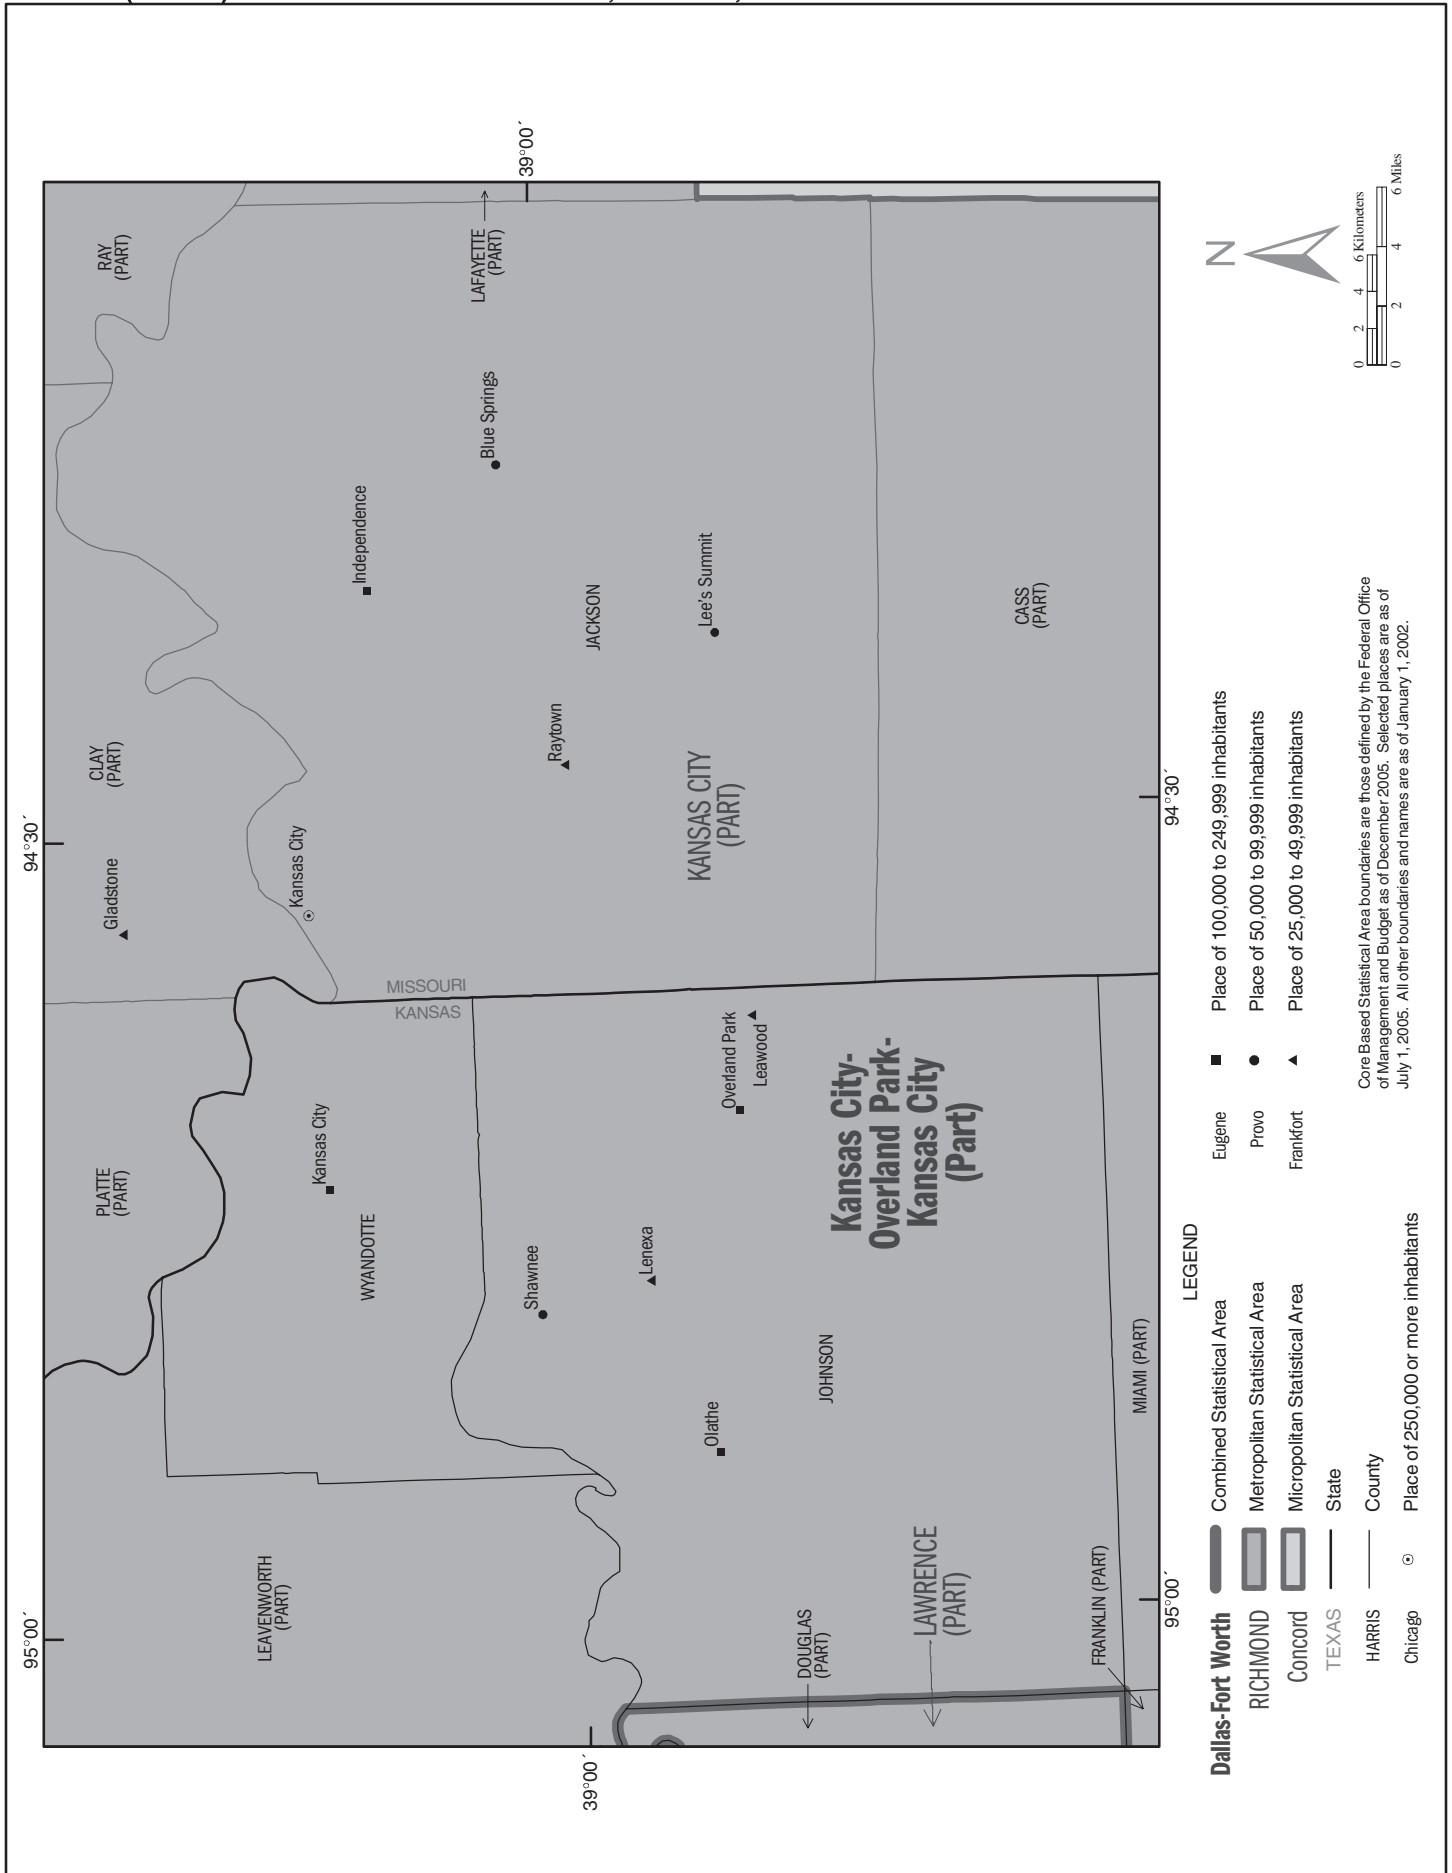 95°00´
94°30´
39°00´
39°00´
95°00´
94°30´
PLATTE
(PART)
CLAY
(PART)
RAY
(PART)
Gladstone
LEAVENWORTH
(PART)
Kansas City
Kansas City
WYANDOTTE
MISSOURI
KANSAS
Independence
LAFAYETTE
(PART)
Blue Springs
Shawnee
Raytown
JACKSON
Lenexa
Olathe
Overland Park
Leawood
Lee's Summit
KANSAS CITY
(PART)
JOHNSON
DOUGLAS
(PART)
Kansas City-
Overland Park-
Kansas City
(Part)
LAWRENCE
(PART)
CASS
(PART)
FRANKLIN (PART)
MIAMI (PART)
LEGEND
Dallas-Fort Worth Combined Statistical Area
RICHMOND Metropolitan Statistical Area
Concord Micropolitan Statistical Area
TEXAS State
HARRIS County
Chicago Place of 250,000 or more inhabitants
Eugene Place of 100,000 to 249,999 inhabitants
Provo Place of 50,000 to 99,999 inhabitants
Frankfort Place of 25,000 to 49,999 inhabitants
N
0 2 4 6 Kilometers
0 2 4 6 Miles
Core Based Statistical Area boundaries are those defined by the Federal Office
of Management and Budget as of December 2005. Selected places are as of
July 1, 2005. All other boundaries and names are as of January 1, 2002.